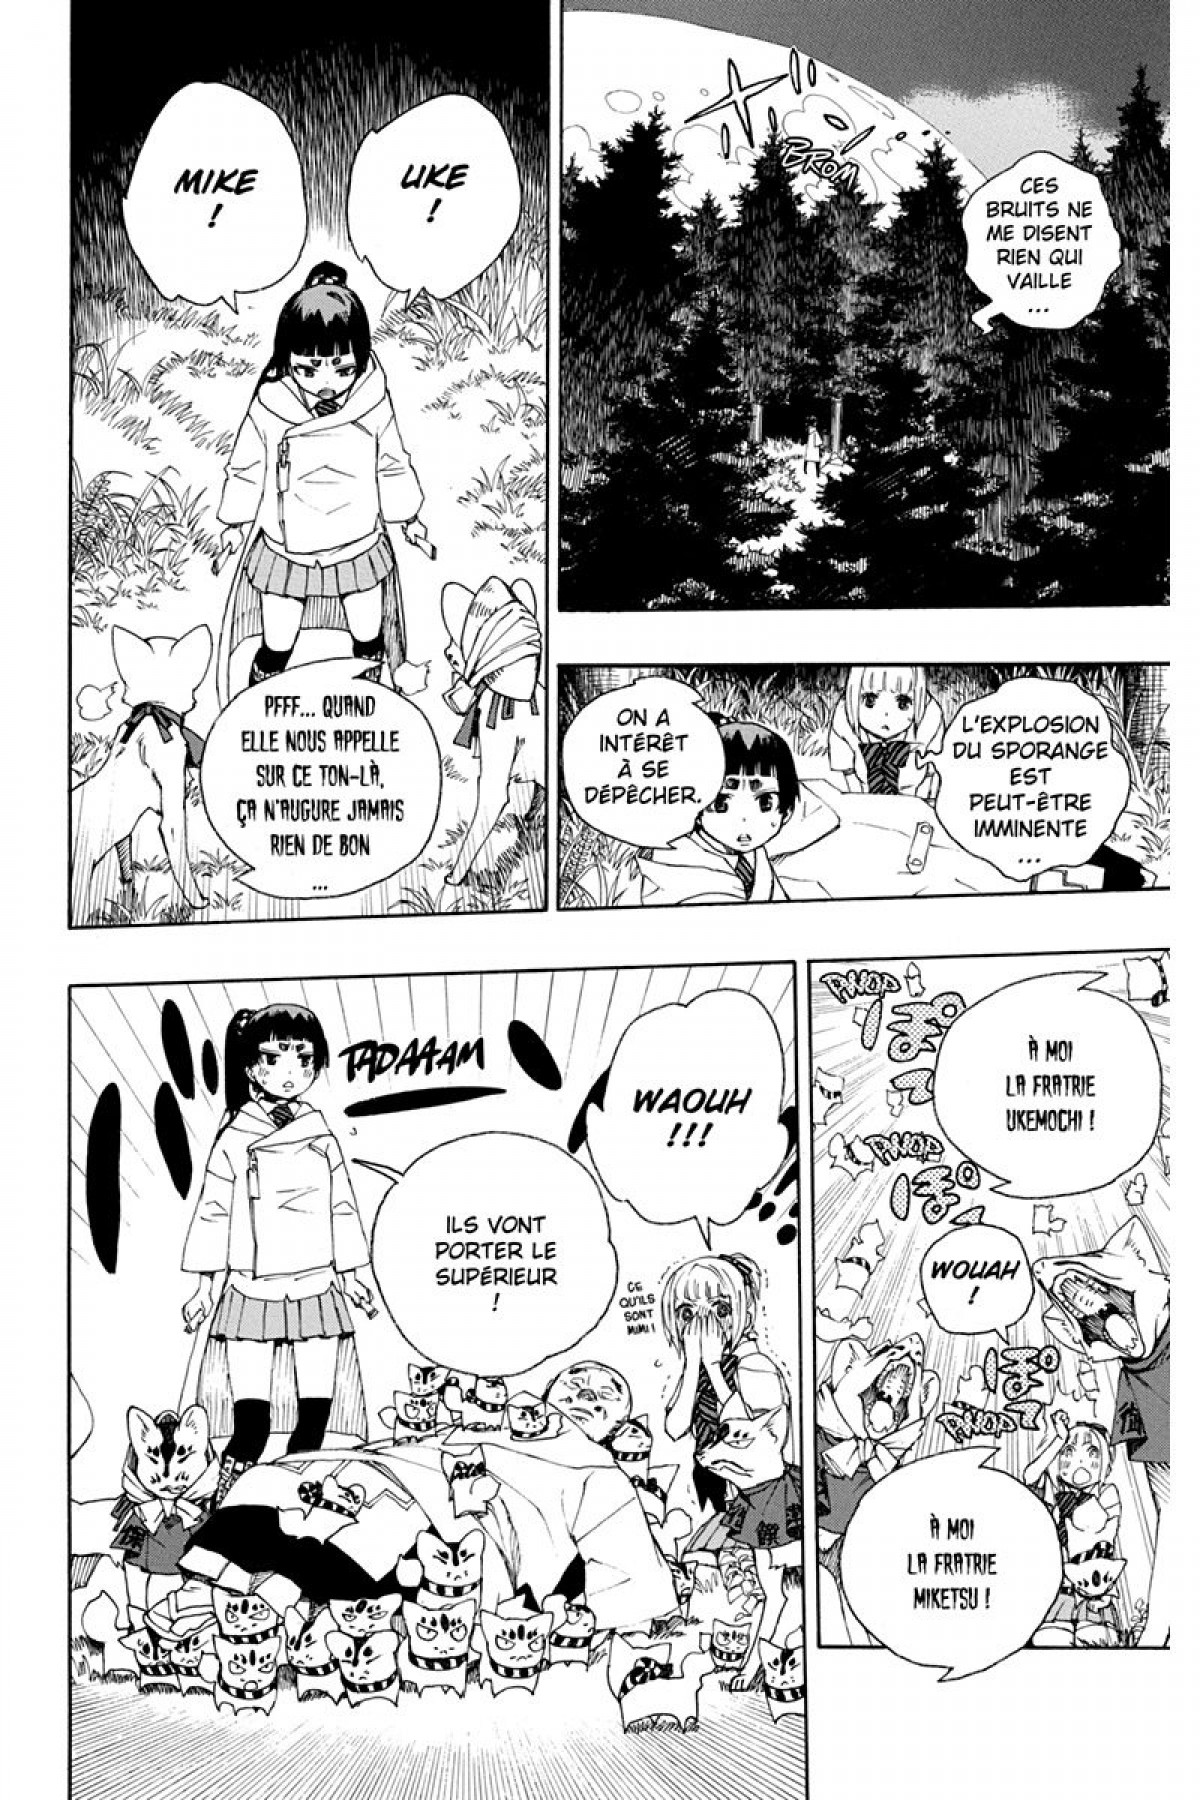 BROM
CES
BRUITS NE
ME DISENT
RIEN QUI
VAILLE
...
L'EXPLOSION
DU SPORANGE
EST
PEUT-ÊTRE
IMMINENTE
...
ON A
INTÉRÊT
À SE
DÉPÊCHER.
UKE
!
MIKE
!
PFFF... QUAND
ELLE NOUS APPELLE
SUR CE TON-LÀ,
ÇA N'AUGURE JAMAIS
RIEN DE BON
...
À MOI
LA FRATRIE
UKEMOCHI !
PWOP
PWOP
WOUAH
!
PWOP
À MOI
LA FRATRIE
MIKETSU !
WAOUH
!!!
TADAAAM
ILS VONT
PORTER LE
SUPÉRIEUR
!
CE
QU'ILS
SONT
MIMI !